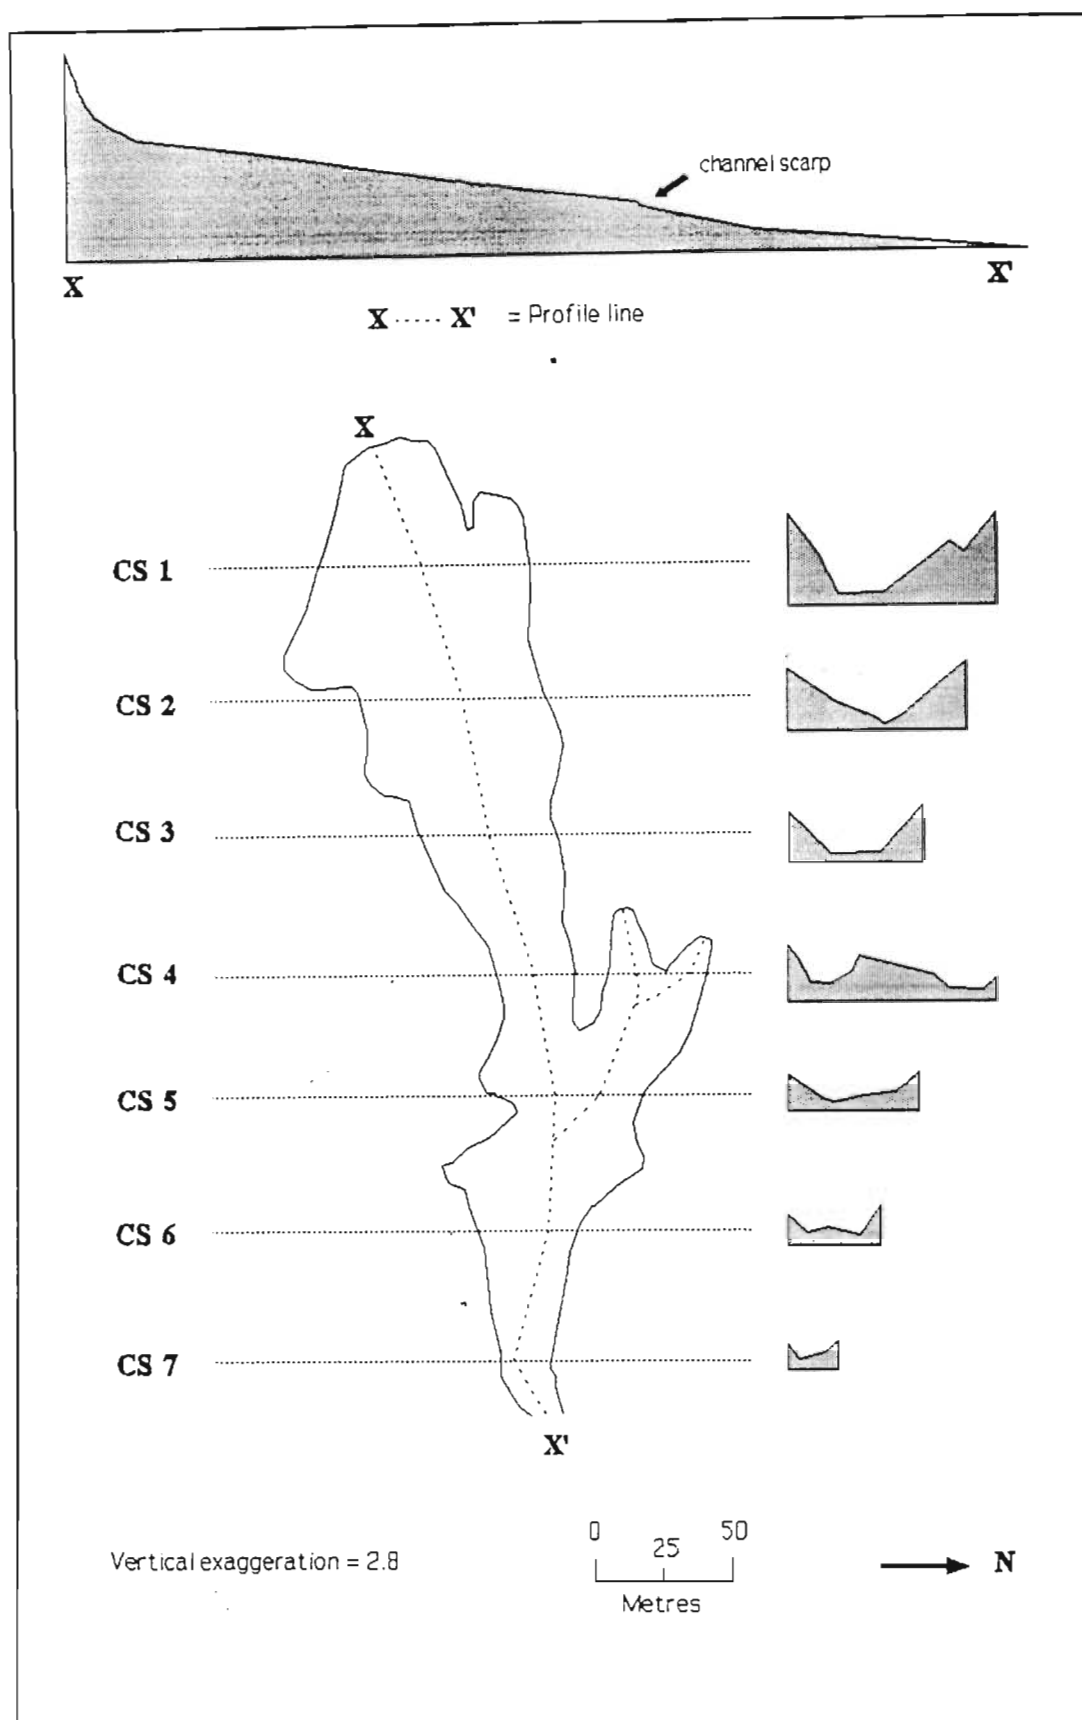 channel scarp
X X'
X ..... X' = Profile line
X
CS 1
CS 2
CS 3
CS 4
CS 5
CS 6
CS 7
X'
0 25 50
Metres
Vertical exaggeration = 2.8
N